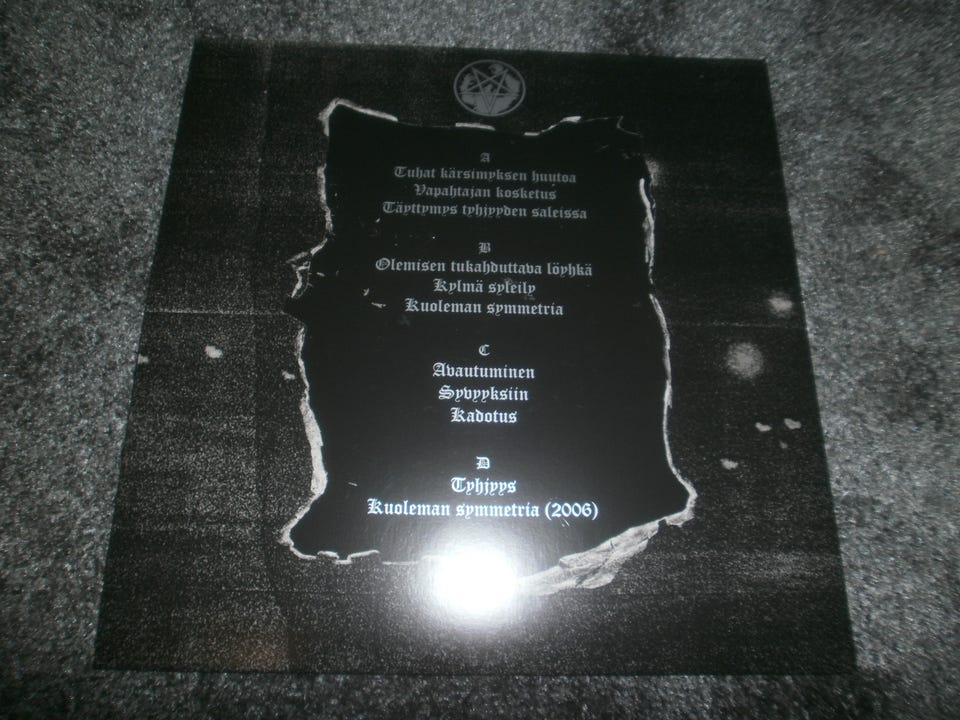 A
Tuhat kärsimyksen huutoa
Vapahtajan kosketus
Täyttymys tyhjyyden saleissa
B
Olemisen tukahduttava löyhkä
Kylmä syleily
Kuoleman symmetria
C
Avautuminen
Syvyyksiin
Kadotus
D
Tyhjyys
Kuoleman symmetria (2006)